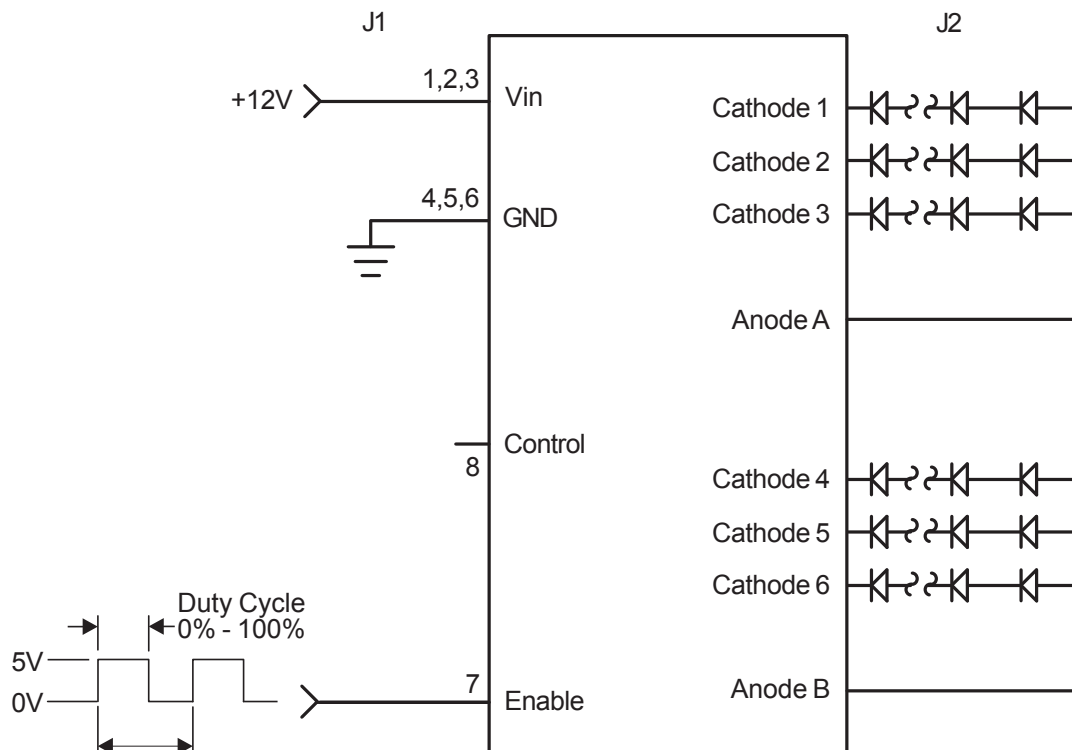 J1
J2
+12V
1,2,3
Vin
4,5,6
GND
Control
8
Duty Cycle
0% - 100%
5V
0V
7
Enable
Cathode 1
Cathode 2
Cathode 3
Anode A
Cathode 4
Cathode 5
Cathode 6
Anode B